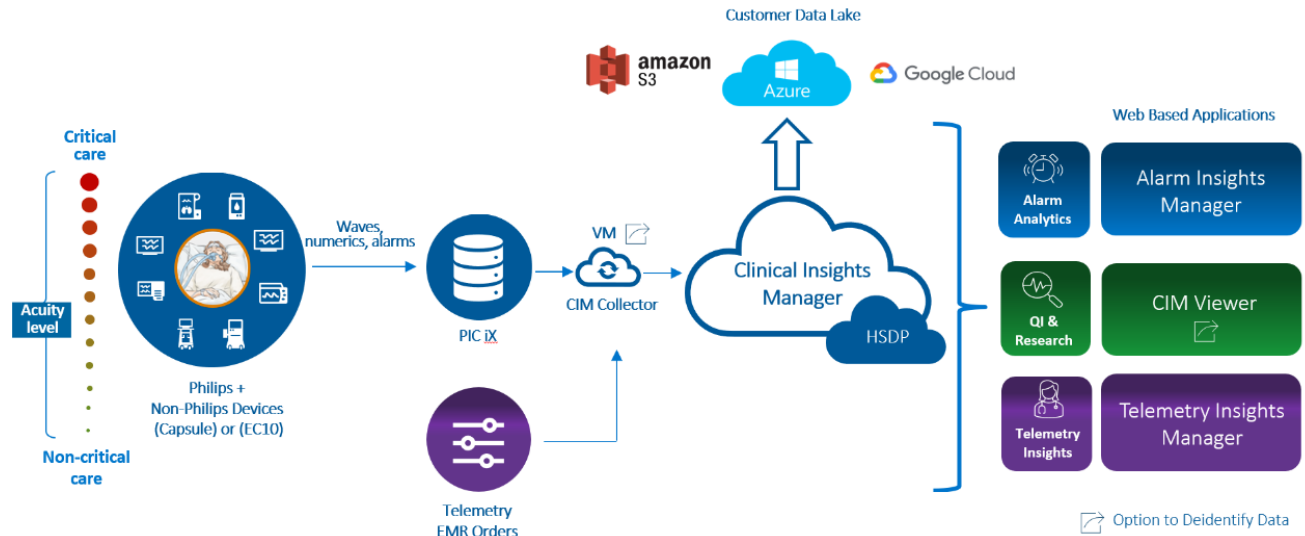 Customer Data Lake
amazon
S3
Azure
Google Cloud
Web Based Applications
Critical
care
Acuity
level
Non-critical
care
Philips +
Non-Philips Devices
(Capsule) or (EC10)
Waves,
numerics, alarms
PIC iX
VM
CIM Collector
Telemetry
EMR Orders
Clinical Insights
Manager
HSDP
Alarm
Analytics
Alarm Insights
Manager
QI &
Research
CIM Viewer
Telemetry
Insights
Telemetry Insights
Manager
Option to Deidentify Data